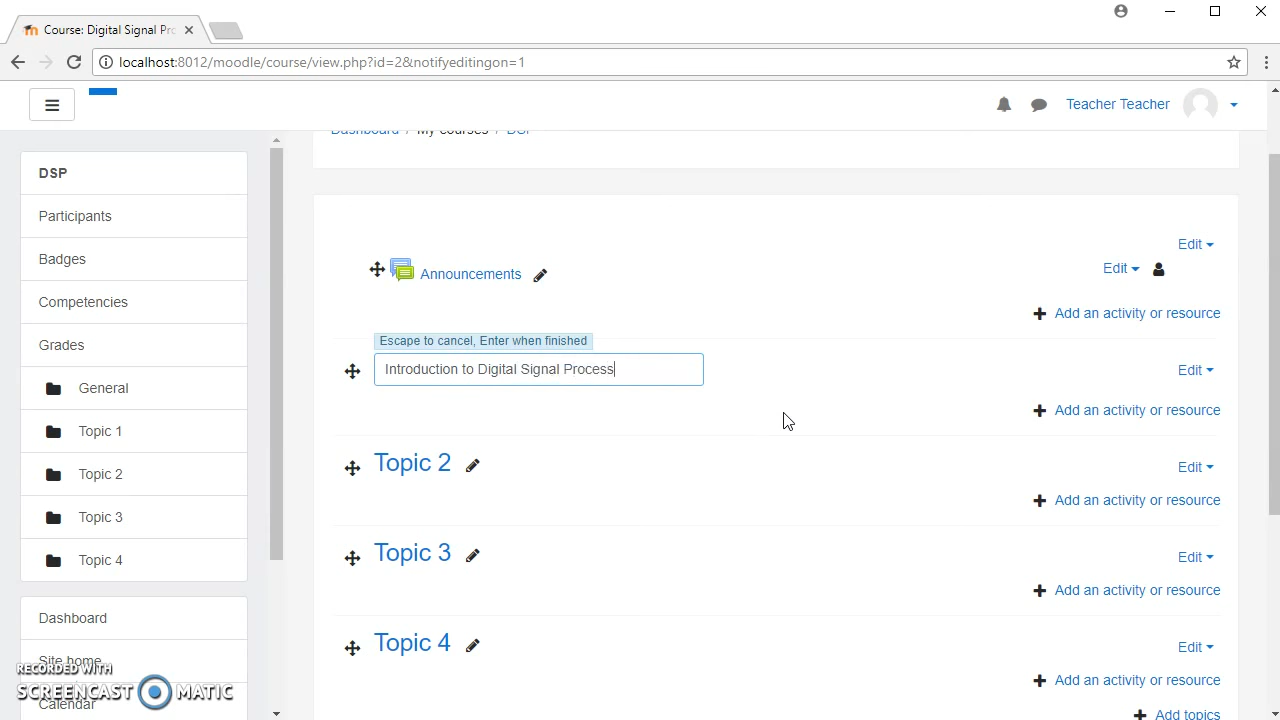 Course: Digital Signal Pro
localhost:8012/moodle/course/view.php?id=2&notifyeditingon=1
Teacher Teacher
Dashboard / My courses / DSP
DSP
Participants
Badges
Competencies
Grades
General
Topic 1
Topic 2
Topic 3
Topic 4
Dashboard
Site home
Calendar
Edit
Announcements
Edit
Add an activity or resource
Escape to cancel, Enter when finished
Introduction to Digital Signal Process
Edit
Add an activity or resource
Topic 2
Edit
Add an activity or resource
Topic 3
Edit
Add an activity or resource
Topic 4
Edit
Add an activity or resource
Add topics
RECORDED WITH
SCREENCAST MATIC